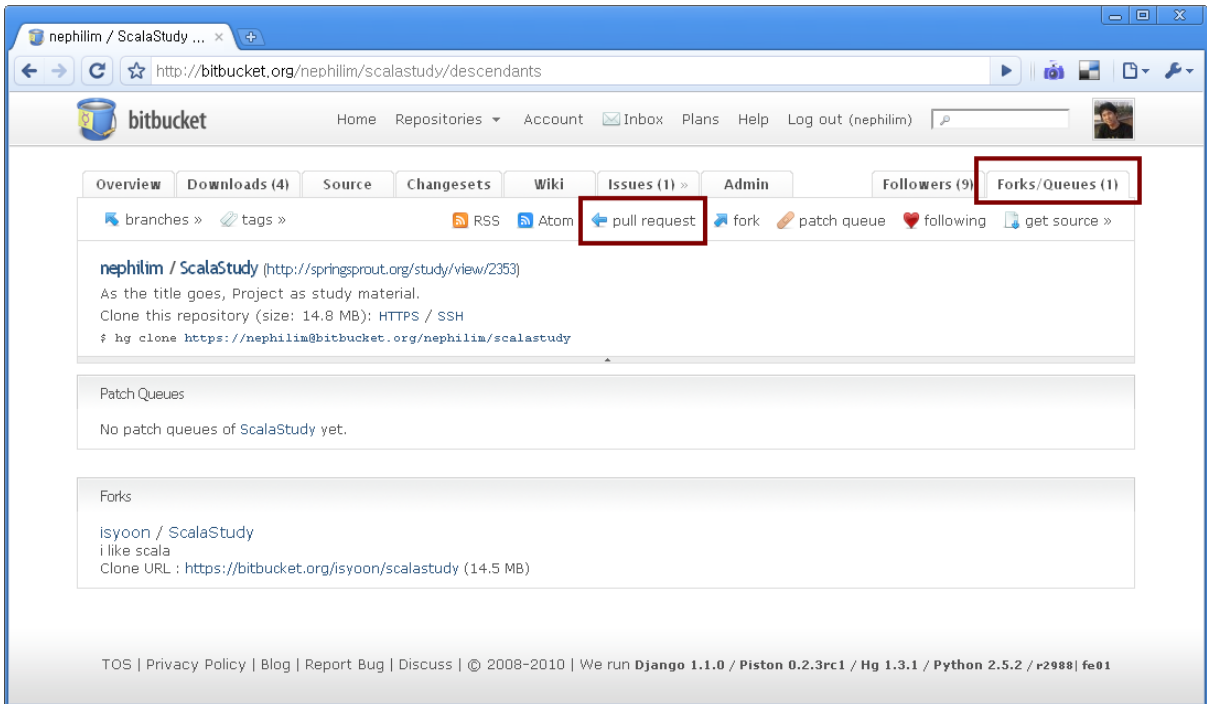 nephilim / ScalaStudy ...
http://bitbucket.org/nephilim/scalastudy/descendants
bitbucket Home Repositories Account Inbox Plans Help Log out (nephilim)
Overview Downloads (4) Source Changesets Wiki Issues (1) » Admin Followers (9) Forks/Queues (1)
branches » tags » RSS Atom pull request fork patch queue following get source »
nephilim / ScalaStudy (http://springsprout.org/study/view/2353)
As the title goes, Project as study material.
Clone this repository (size: 14.8 MB): HTTPS / SSH
$ hg clone https://nephilim@bitbucket.org/nephilim/scalastudy
Patch Queues
No patch queues of ScalaStudy yet.
Forks
isyoon / ScalaStudy
i like scala
Clone URL : https://bitbucket.org/isyoon/scalastudy (14.5 MB)
TOS | Privacy Policy | Blog | Report Bug | Discuss | © 2008-2010 | We run Django 1.1.0 / Piston 0.2.3rc1 / Hg 1.3.1 / Python 2.5.2 / r2988| fe01